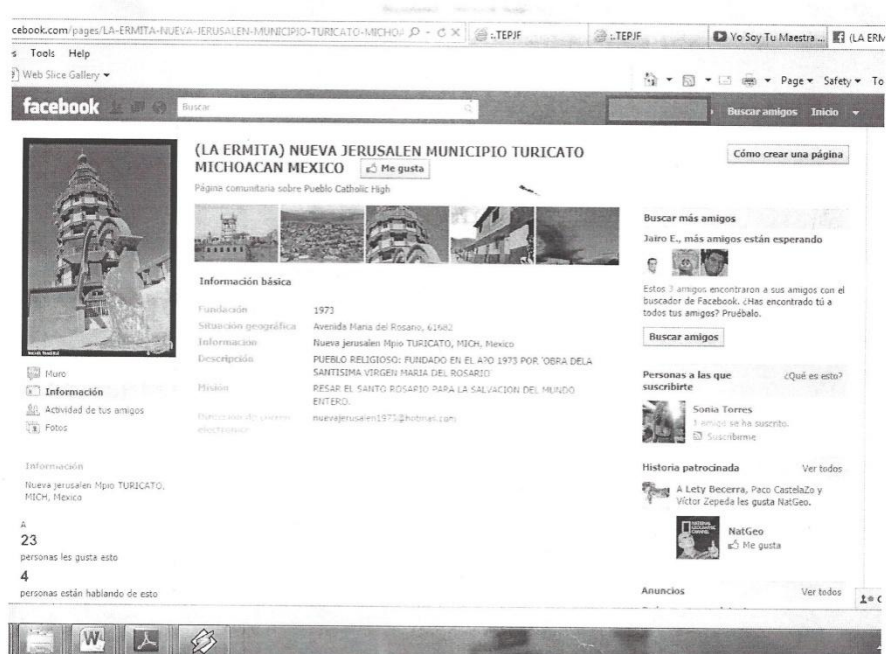 cebook.com/pages/LA-ERMITA-NUEVA-JERUSALEN-MUNICIPIO-TURICATO-MICHO
:.TEPJF
:.TEPJF
Yo Soy Tu Maestra ...
(LA ERM
s Tools Help
Web Slice Gallery
Page Safety To
facebook
Buscar
Buscar amigos Inicio
(LA ERMITA) NUEVA JERUSALEN MUNICIPIO TURICATO
MICHOACAN MEXICO Me gusta
Página comunitaria sobre Pueblo Catholic High
Cómo crear una página
Información básica
Fundación 1973
Situación geográfica Avenida Maria del Rosario, 61682
Información Nueva jerusalen Mpio TURICATO, MICH, Mexico
Descripción PUEBLO RELIGIOSO: FUNDADO EN EL AÑO 1973 POR 'OBRA DELA
SANTISIMA VIRGEN MARIA DEL ROSARIO'
Misión RESAR EL SANTO ROSARIO PARA LA SALVACION DEL MUNDO
ENTERO.
nuevajerusalen1973@hotmail.com
Muro
Información
Actividad de tus amigos
Fotos
Información
Nueva jerusalen Mpio TURICATO,
MICH, Mexico
A
23
personas les gusta esto
4
personas están hablando de esto
Buscar más amigos
Jairo E., más amigos están esperando
Estos 3 amigos encontraron a sus amigos con el
buscador de Facebook. ¿Has encontrado tú a
todos tus amigos? Pruébalo.
Buscar amigos
Personas a las que
suscribirte
¿Qué es esto?
Sonia Torres
1 amigo se ha suscrito.
Suscribirme
Historia patrocinada Ver todos
A Lety Becerra, Paco CastelaZo y
Víctor Zepeda les gusta NatGeo.
NATIONAL
GEOGRAPHIC
CHANNEL
NatGeo
Me gusta
Anuncios Ver todos